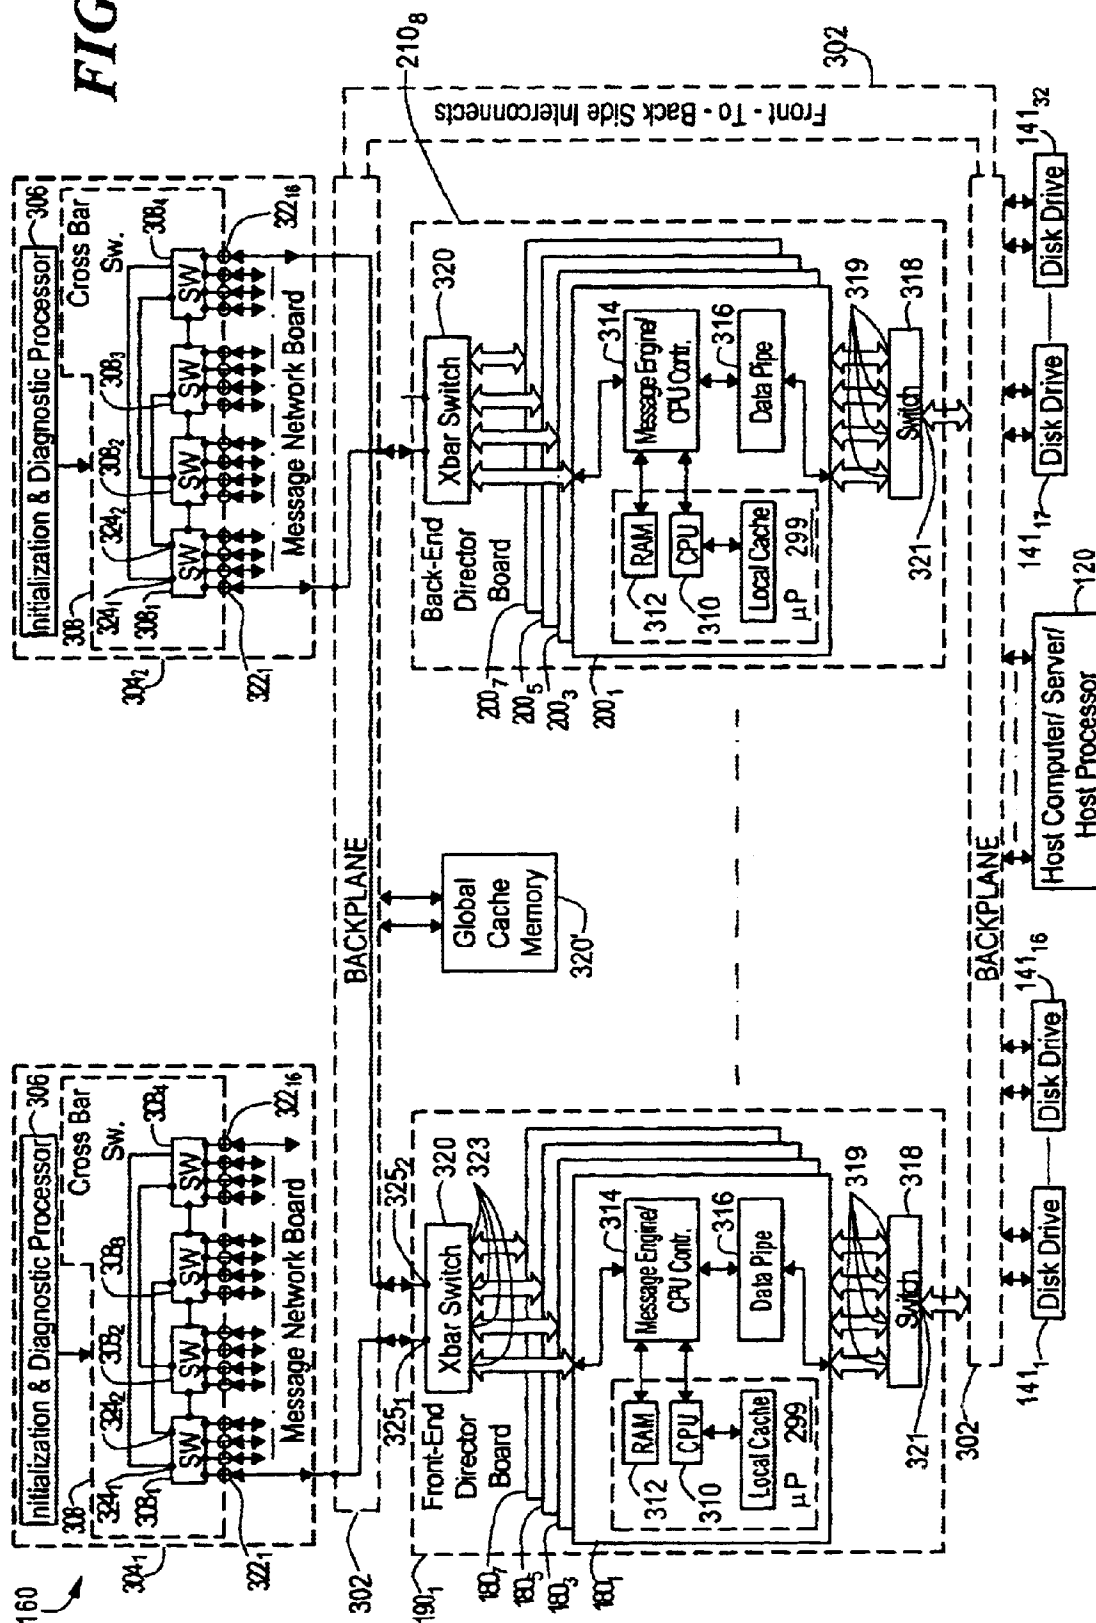 FIG
160
304₁
Initialization & Diagnostic Processor
306
308
Cross Bar
Sw.
324₁
324₂
308₁
308₂
308₃
308₄
SW
SW
SW
SW
322₁
322₁₆
Message Network Board
304₂
Initialization & Diagnostic Processor
306
308
Cross Bar
Sw.
324₁
324₂
308₁
308₂
308₃
308₄
SW
SW
SW
SW
322₁
322₁₆
Message Network Board
302
BACKPLANE
Front - To - Back Side Interconnects
302
190₁
Front-End
Director
Board
325₁
325₂
Xbar Switch
320
323
180₇
180₅
180₃
180₁
Message Engine/
CPU Contr.
314
316
Data Pipe
RAM
312
CPU
310
Local Cache
µP
299
319
318
Switch
321
Global
Cache
Memory
320'
210₈
Back-End
Director
Board
Xbar Switch
320
200₇
200₅
200₃
200₁
Message Engine/
CPU Contr.
314
316
Data Pipe
RAM
312
CPU
310
Local Cache
µP
299
319
318
Switch
321
302
BACKPLANE
141₁
Disk Drive
Disk Drive
141₁₆
Host Computer/ Server/
Host Processor
120
141₁₇
Disk Drive
Disk Drive
141₃₂